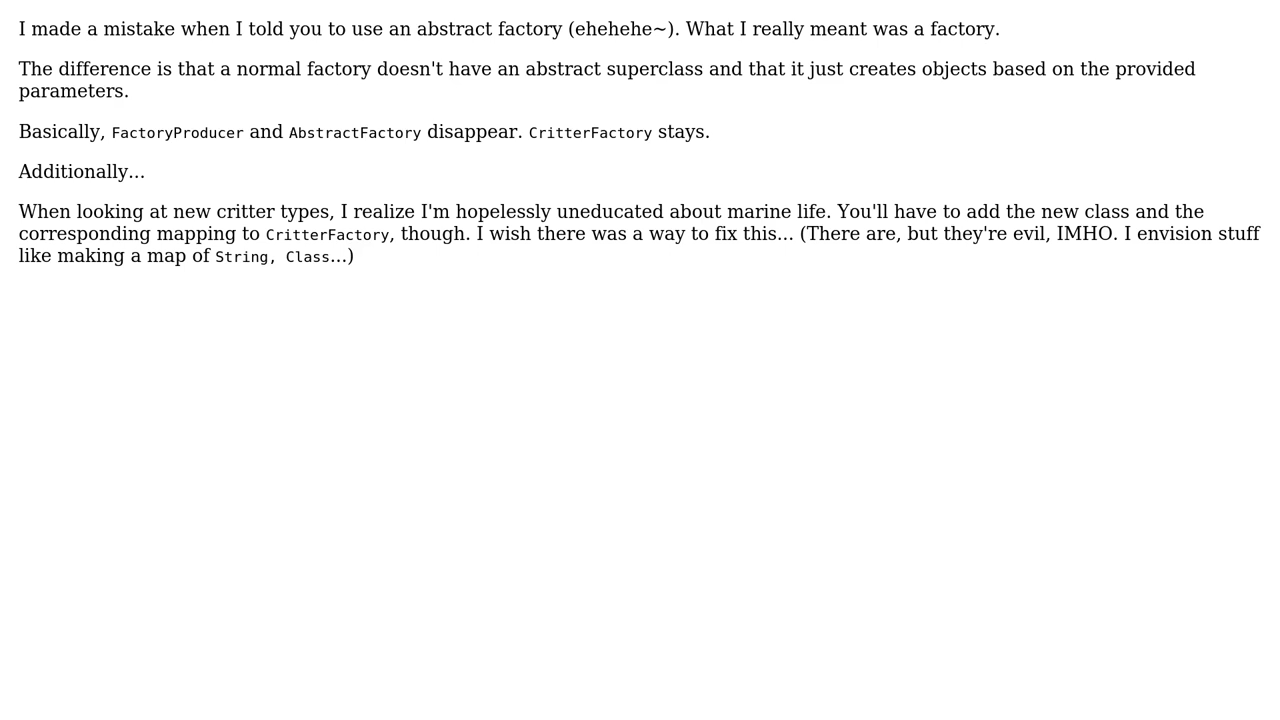 I made a mistake when I told you to use an abstract factory (ehehehe~). What I really meant was a factory.
The difference is that a normal factory doesn't have an abstract superclass and that it just creates objects based on the provided
parameters.
Basically, FactoryProducer and AbstractFactory disappear. CritterFactory stays.
Additionally...
When looking at new critter types, I realize I'm hopelessly uneducated about marine life. You'll have to add the new class and the
corresponding mapping to CritterFactory, though. I wish there was a way to fix this... (There are, but they're evil, IMHO. I envision stuff
like making a map of String, Class...)